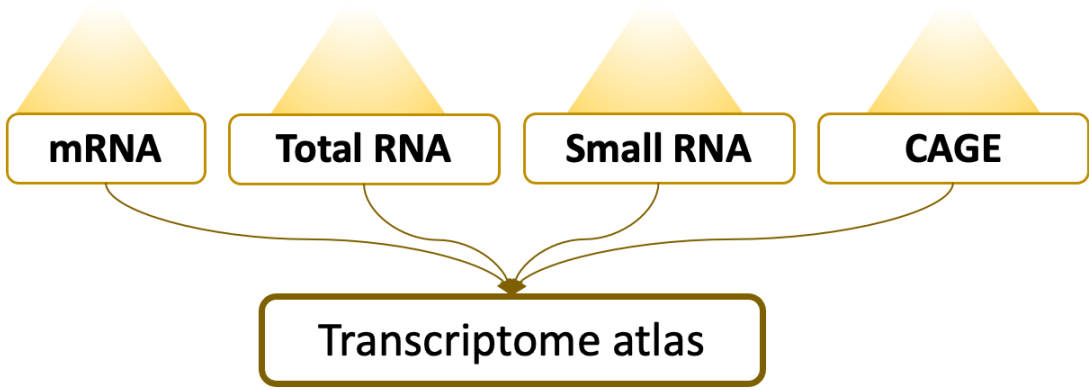 mRNA
Total RNA
Small RNA
CAGE
Transcriptome atlas